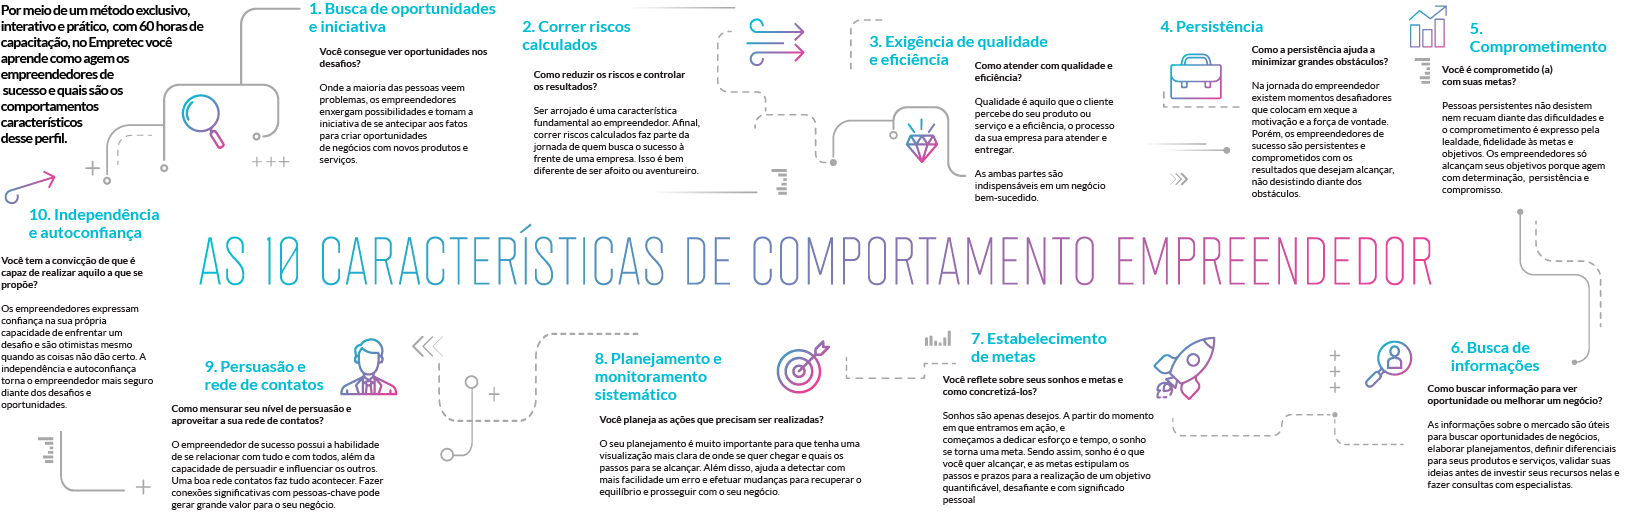 Por meio de um método exclusivo,
interativo e prático, com 60 horas de
capacitação, no Empretec você
aprende como agem os
empreendedores de
sucesso e quais são os
comportamentos
característicos
desse perfil.
1. Busca de oportunidades
e iniciativa
Você consegue ver oportunidades nos
desafios?
Onde a maioria das pessoas veem
problemas, os empreendedores
enxergam possibilidades e tomam a
iniciativa de se antecipar aos fatos
para criar oportunidades
de negócios com novos produtos e
serviços.
2. Correr riscos
calculados
Como reduzir os riscos e controlar
os resultados?
Ser arrojado é uma característica
fundamental ao empreendedor. Afinal,
correr riscos calculados faz parte da
jornada de quem busca o sucesso à
frente de uma empresa. Isso é bem
diferente de ser afoito ou aventureiro.
3. Exigência de qualidade
e eficiência
Como atender com qualidade e
eficiência?
Qualidade é aquilo que o cliente
percebe do seu produto ou
serviço e a eficiência, o processo
da sua empresa para atender e
entregar.
As ambas partes são
indispensáveis em um negócio
bem-sucedido.
4. Persistência
Como a persistência ajuda a
minimizar grandes obstáculos?
Na jornada do empreendedor
existem momentos desafiadores
que colocam em xeque a
motivação e a força de vontade.
Porém, os empreendedores de
sucesso são persistentes e
comprometidos com os
resultados que desejam alcançar,
não desistindo diante dos
obstáculos.
5.
Comprometimento
Você é comprometido (a)
com suas metas?
Pessoas persistentes não desistem
nem recuam diante das dificuldades e
o comprometimento é expresso pela
lealdade, fidelidade às metas e
objetivos. Os empreendedores só
alcançam seus objetivos porque agem
com determinação, persistência e
compromisso.
AS 10 CARACTERÍSTICAS DE COMPORTAMENTO EMPREENDEDOR
6. Busca de
informações
Como buscar informação para ver
oportunidade ou melhorar um negócio?
As informações sobre o mercado são úteis
para buscar oportunidades de negócios,
elaborar planejamentos, definir diferenciais
para seus produtos e serviços, validar suas
ideias antes de investir seus recursos nelas e
fazer consultas com especialistas.
7. Estabelecimento
de metas
Você reflete sobre seus sonhos e metas e
como concretizá-los?
Sonhos são apenas desejos. A partir do momento
em que entramos em ação, e
começamos a dedicar esforço e tempo, o sonho
se torna uma meta. Sendo assim, sonho é o que
você quer alcançar, e as metas estipulam os
passos e prazos para a realização de um objetivo
quantificável, desafiante e com significado
pessoal
8. Planejamento e
monitoramento
sistemático
Você planeja as ações que precisam ser realizadas?
O seu planejamento é muito importante para que tenha uma
visualização mais clara de onde se quer chegar e quais os
passos para se alcançar. Além disso, ajuda a detectar com
mais facilidade um erro e efetuar mudanças para recuperar o
equilíbrio e prosseguir com o seu negócio.
9. Persuasão e
rede de contatos
Como mensurar seu nível de persuasão e
aproveitar a sua rede de contatos?
O empreendedor de sucesso possui a habilidade
de se relacionar com tudo e com todos, além da
capacidade de persuadir e influenciar os outros.
Uma boa rede contatos faz tudo acontecer. Fazer
conexões significativas com pessoas-chave pode
gerar grande valor para o seu negócio.
10. Independência
e autoconfiança
Você tem a convicção de que é
capaz de realizar aquilo a que se
propõe?
Os empreendedores expressam
confiança na sua própria
capacidade de enfrentar um
desafio e são otimistas mesmo
quando as coisas não dão certo. A
independência e autoconfiança
torna o empreendedor mais seguro
diante dos desafios e
oportunidades.